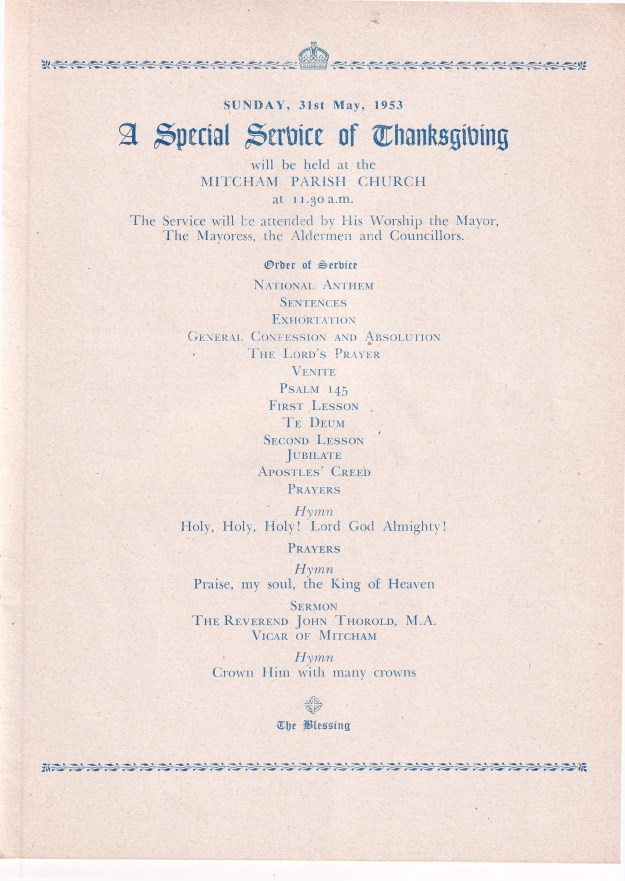 SUNDAY, 31st May, 1953
A Special Service of Thanksgiving
will be held at the
MITCHAM PARISH CHURCH
at 11.30 a.m.
The Service will be attended by His Worship the Mayor,
The Mayoress, the Aldermen and Councillors.
Order of Service
NATIONAL ANTHEM
SENTENCES
EXHORTATION
GENERAL CONFESSION AND ABSOLUTION
THE LORD'S PRAYER
VENITE
PSALM 145
FIRST LESSON
TE DEUM
SECOND LESSON
JUBILATE
APOSTLES' CREED
PRAYERS
Hymn
Holy, Holy, Holy! Lord God Almighty!
PRAYERS
Hymn
Praise, my soul, the King of Heaven
SERMON
THE REVEREND JOHN THOROLD, M.A.
VICAR OF MITCHAM
Hymn
Crown Him with many crowns
The Blessing